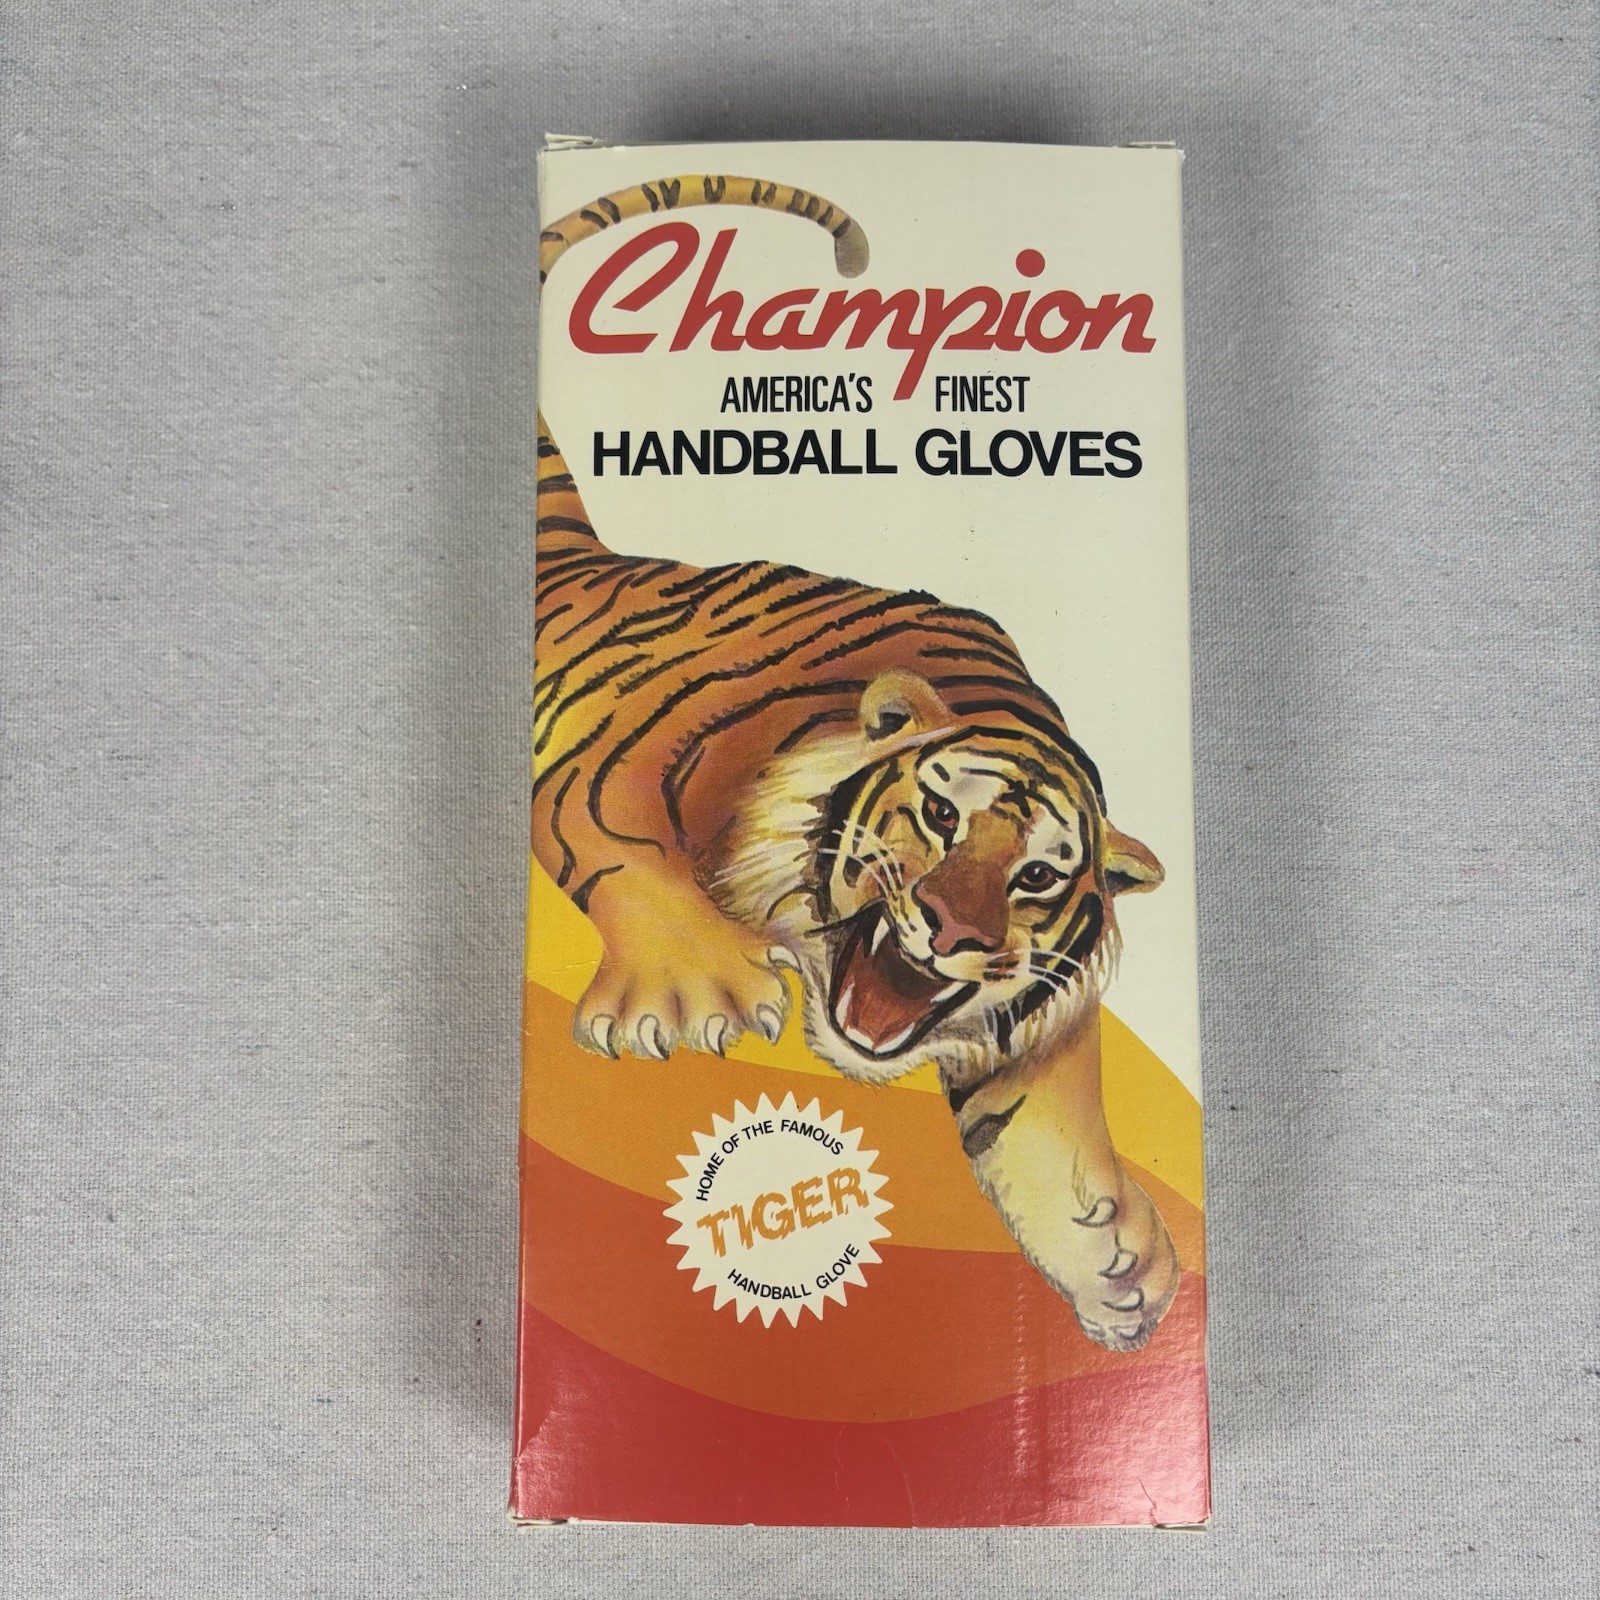 Champion
AMERICA'S FINEST
HANDBALL GLOVES
HOME OF THE FAMOUS
TIGER
HANDBALL GLOVE